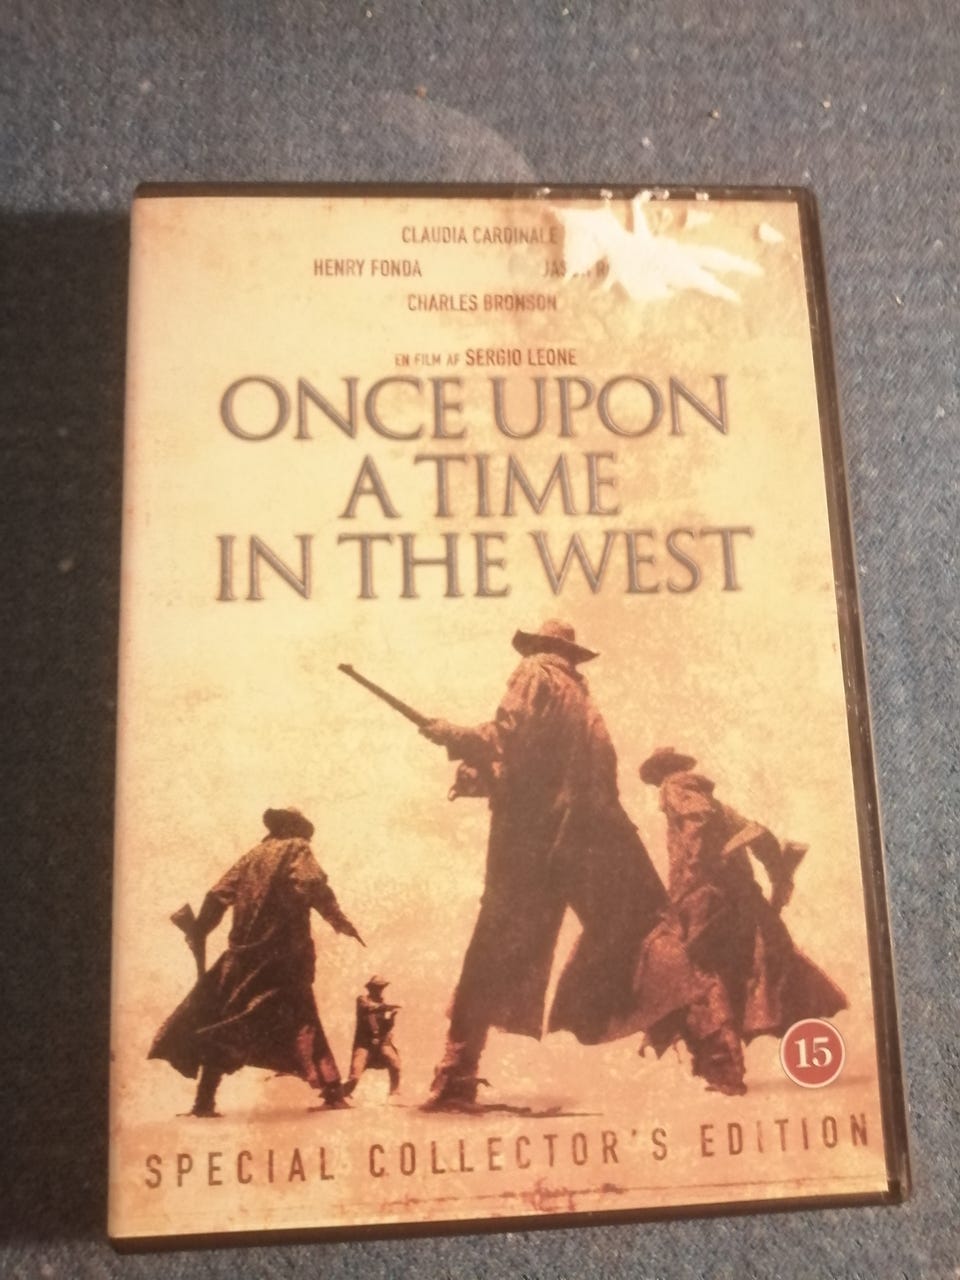 CLAUDIA CARDINALE
HENRY FONDA
CHARLES BRONSON
EN FILM AF SERGIO LEONE
ONCE UPON
A TIME
IN THE WEST
15
SPECIAL COLLECTOR'S EDITION